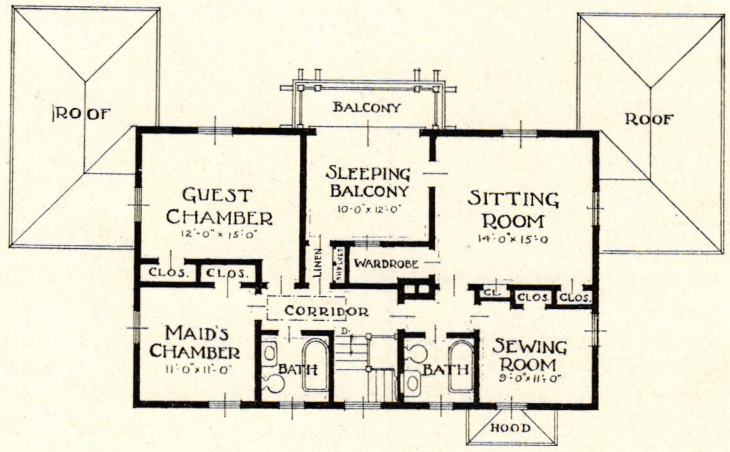 BALCONY
ROOF
ROOF
SLEEPING
BALCONY
10'-0" x 12'-0"
GUEST
CHAMBER
12'-0" x 15'-0"
SITTING
ROOM
14'-0" x 15'-0
LINEN
SHELVES
WARDROBE
CLOS.
CLOS.
CL.
CLOS.
CLOS.
CORRIDOR
D.
MAID'S
CHAMBER
11'-0" x 11'-0"
BATH
BATH
SEWING
ROOM
9'-0" x 11'-0"
HOOD